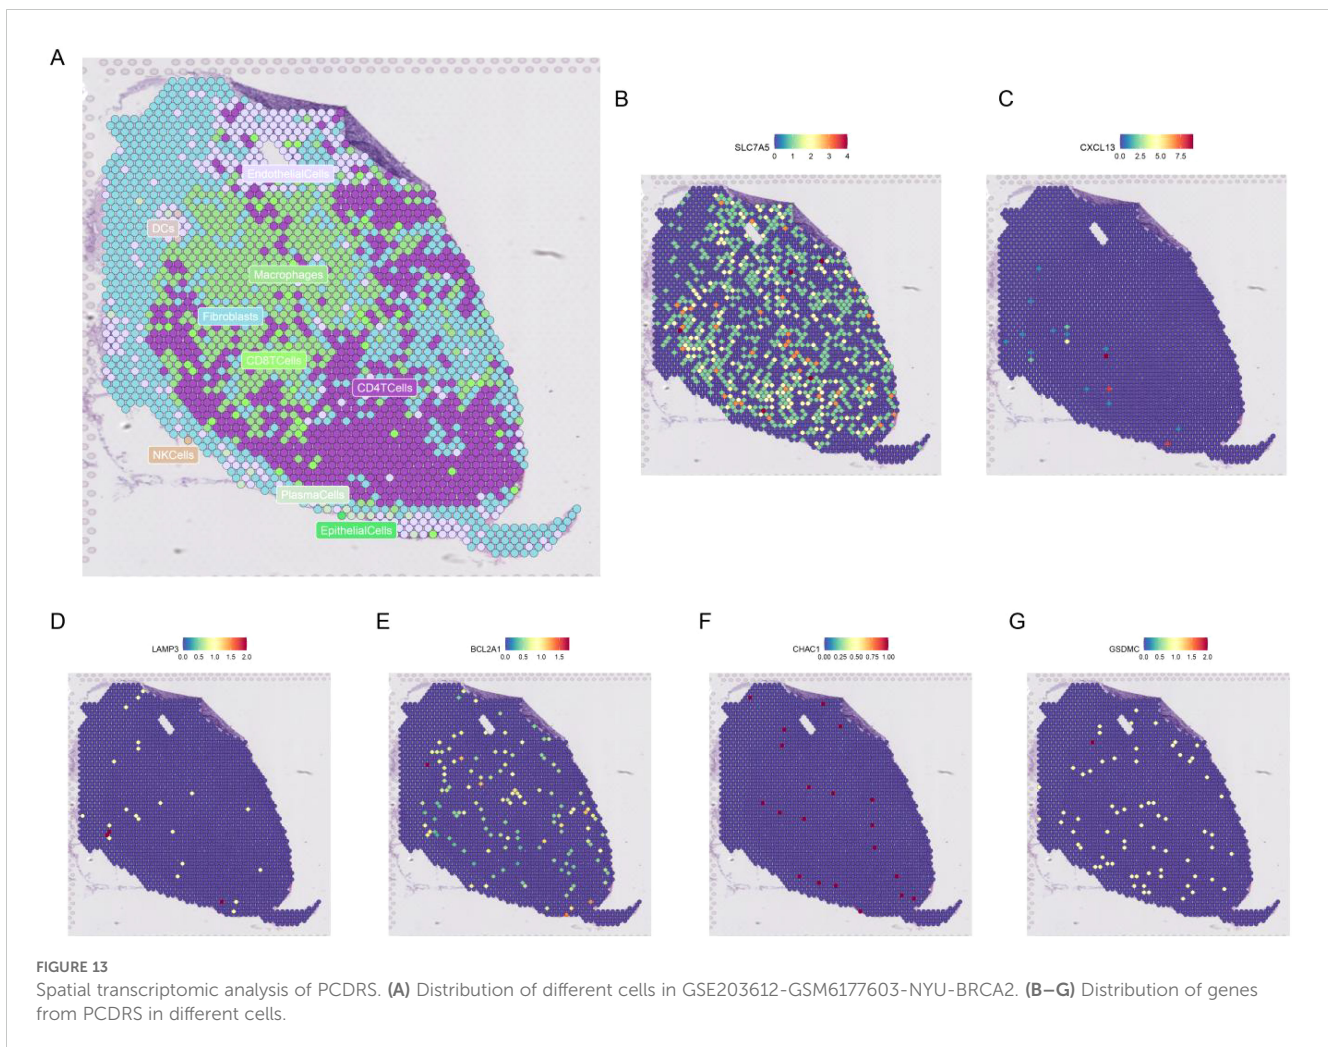 A
EndothelialCells
DCs
Macrophages
Fibroblasts
CD8TCells
CD4TCells
NKCells
PlasmaCells
EpithelialCells
B
SLC7A5
0 1 2 3 4
C
CXCL13
0.0 2.5 5.0 7.5
D
LAMP3
0.0 0.5 1.0 1.5 2.0
E
BCL2A1
0.0 0.5 1.0 1.5
F
CHAC1
0.00 0.25 0.50 0.75 1.00
G
GSDMC
0.0 0.5 1.0 1.5 2.0
FIGURE 13
Spatial transcriptomic analysis of PCDRS. (A) Distribution of different cells in GSE203612-GSM6177603-NYU-BRCA2. (B–G) Distribution of genes
from PCDRS in different cells.